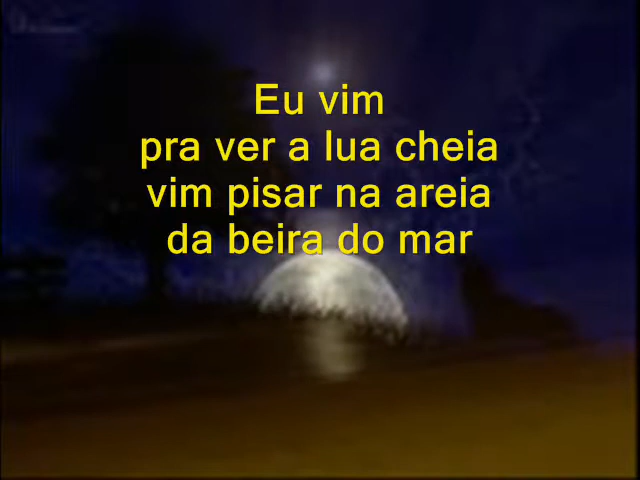 Eu vim
pra ver a lua cheia
vim pisar na areia
da beira do mar